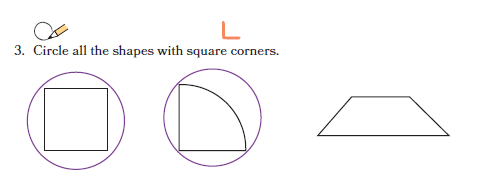 3. Circle all the shapes with square corners.